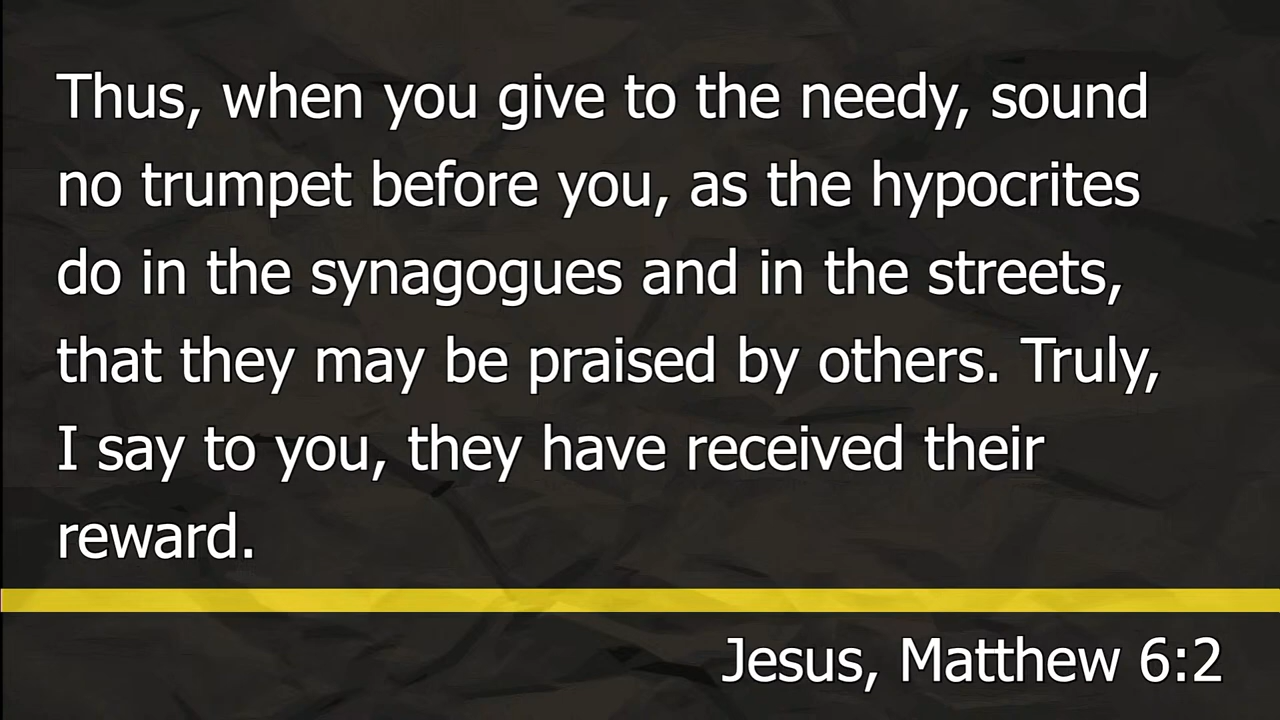 Thus, when you give to the needy, sound
no trumpet before you, as the hypocrites
do in the synagogues and in the streets,
that they may be praised by others. Truly,
I say to you, they have received their
reward.
Jesus, Matthew 6:2